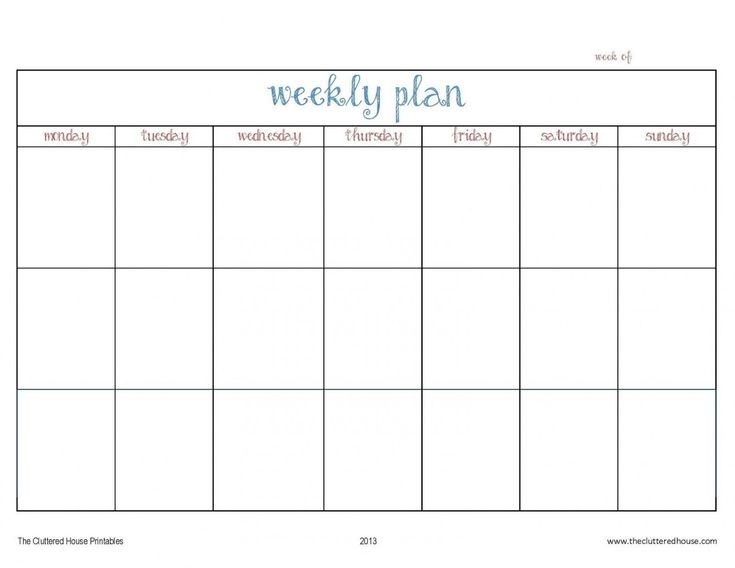 week of:
weekly plan
monday tuesday wednesday thursday friday saturday sunday
The Cluttered House Printables 2013 www.theclutteredhouse.com